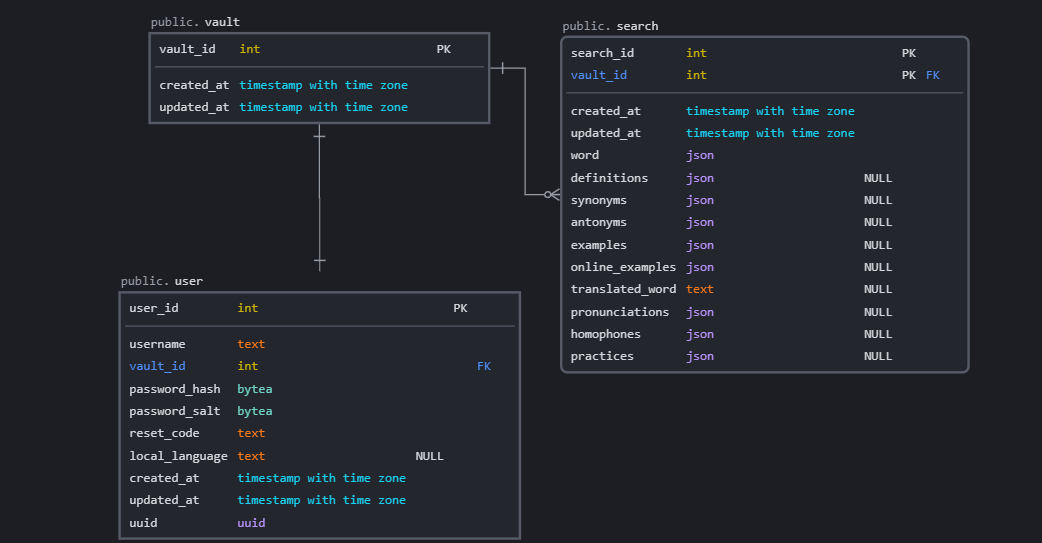 public. vault
vault_id int PK
created_at timestamp with time zone
updated_at timestamp with time zone
public. search
search_id int PK
vault_id int PK FK
created_at timestamp with time zone
updated_at timestamp with time zone
word json
definitions json NULL
synonyms json NULL
antonyms json NULL
examples json NULL
online_examples json NULL
translated_word text NULL
pronunciations json NULL
homophones json NULL
practices json NULL
public. user
user_id int PK
username text
vault_id int FK
password_hash bytea
password_salt bytea
reset_code text
local_language text NULL
created_at timestamp with time zone
updated_at timestamp with time zone
uuid uuid